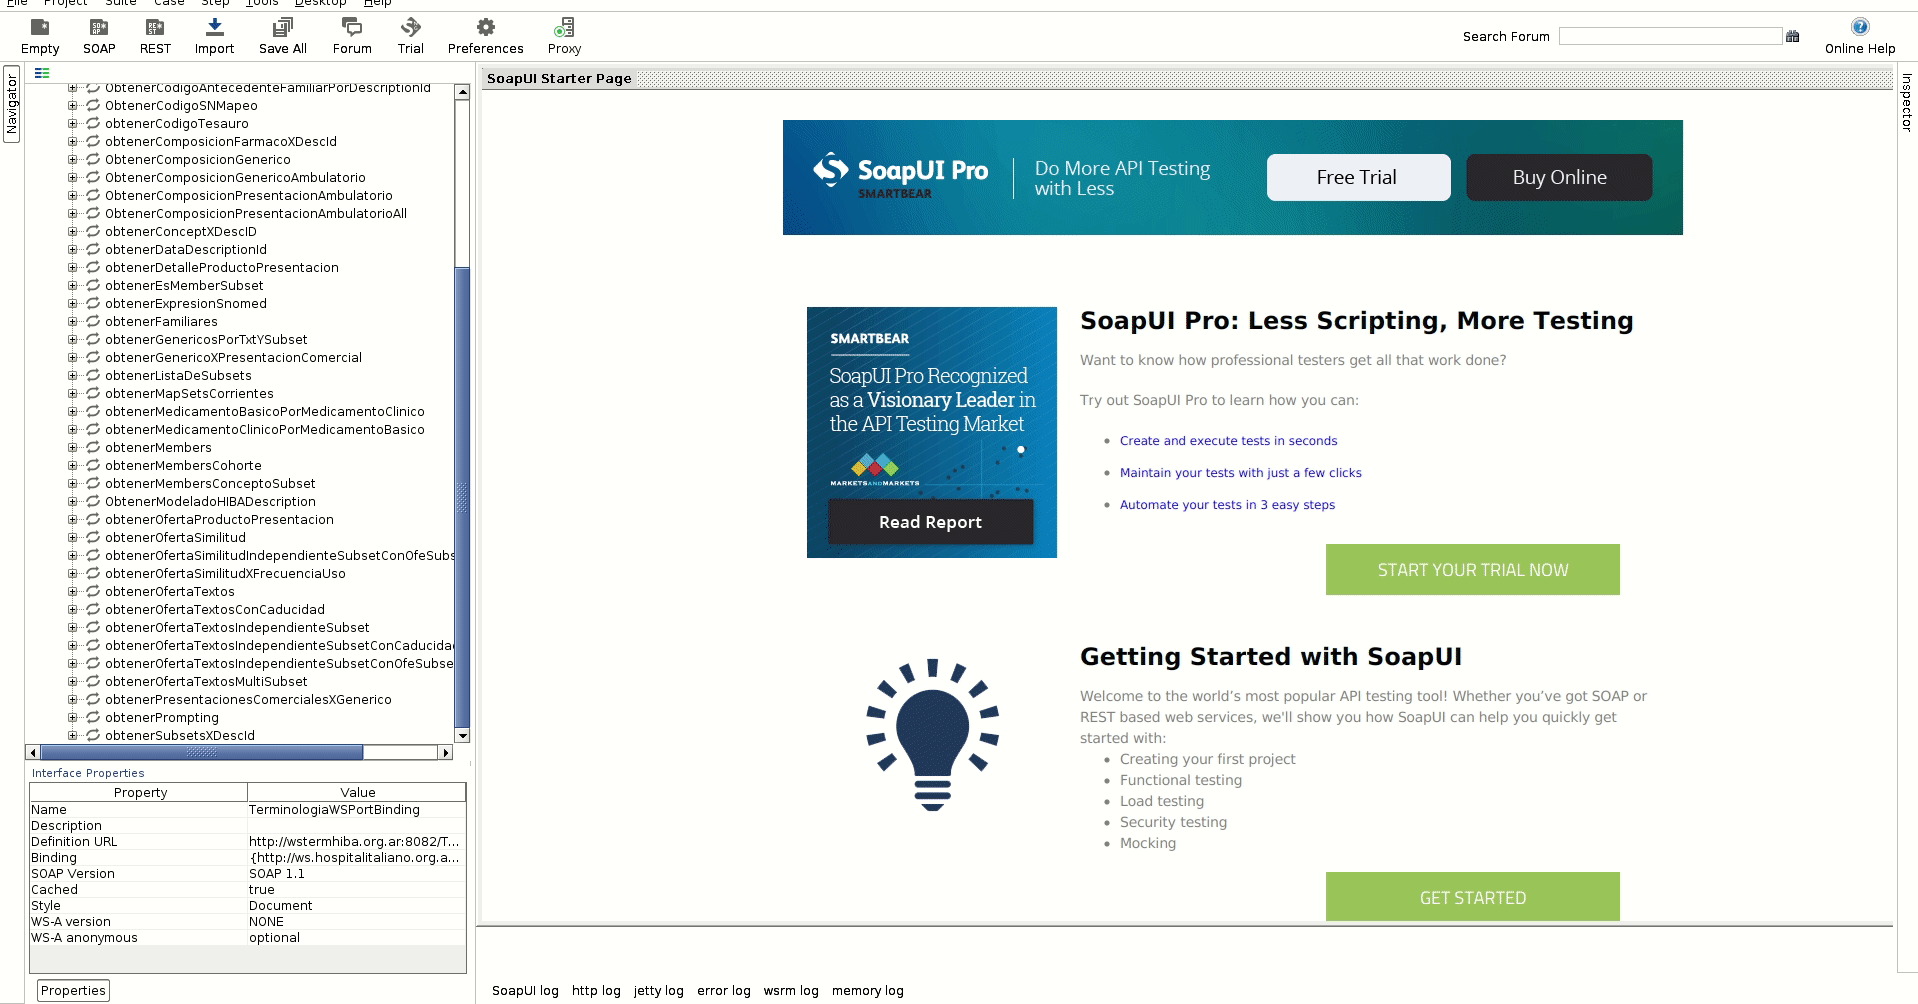 File Project Suite Case Step Tools Desktop Help
Empty SOAP REST Import Save All Forum Trial Preferences Proxy
Search Forum
Online Help
Navigator
Inspector
ObtenerCodigoAntecedenteFamiliarPorDescriptionId
ObtenerCodigoSNMapeo
obtenerCodigoTesauro
obtenerComposicionFarmacoXDescId
ObtenerComposicionGenerico
ObtenerComposicionGenericoAmbulatorio
ObtenerComposicionPresentacionAmbulatorio
ObtenerComposicionPresentacionAmbulatorioAll
obtenerConceptXDescID
obtenerDataDescriptionId
obtenerDetalleProductoPresentacion
obtenerEsMemberSubset
obtenerExpresionSnomed
obtenerFamiliares
obtenerGenericosPorTxtYSubset
obtenerGenericoXPresentacionComercial
obtenerListaDeSubsets
obtenerMapSetsCorrientes
obtenerMedicamentoBasicoPorMedicamentoClinico
obtenerMedicamentoClinicoPorMedicamentoBasico
obtenerMembers
obtenerMembersCohorte
obtenerMembersConceptoSubset
ObtenerModeladoHIBADescription
obtenerOfertaProductoPresentacion
obtenerOfertaSimilitud
obtenerOfertaSimilitudIndependienteSubsetConOfeSubs
obtenerOfertaSimilitudXFrecuenciaUso
obtenerOfertaTextos
obtenerOfertaTextosConCaducidad
obtenerOfertaTextosIndependienteSubset
obtenerOfertaTextosIndependienteSubsetConCaducida
obtenerOfertaTextosIndependienteSubsetConOfeSubse
obtenerOfertaTextosMultiSubset
obtenerPresentacionesComercialesXGenerico
obtenerPrompting
obtenerSubsetsXDescId
Interface Properties
Property Value
Name TerminologiaWSPortBinding
Description
Definition URL http://wstermhiba.org.ar:8082/T...
Binding {http://ws.hospitalitaliano.org.a...
SOAP Version SOAP 1.1
Cached true
Style Document
WS-A version NONE
WS-A anonymous optional
Properties
SoapUI Starter Page
SoapUI Pro
SMARTBEAR
Do More API Testing
with Less
Free Trial
Buy Online
SMARTBEAR
SoapUI Pro Recognized
as a Visionary Leader in
the API Testing Market
MARKETSANDMARKETS
Read Report
SoapUI Pro: Less Scripting, More Testing
Want to know how professional testers get all that work done?
Try out SoapUI Pro to learn how you can:
• Create and execute tests in seconds
• Maintain your tests with just a few clicks
• Automate your tests in 3 easy steps
START YOUR TRIAL NOW
Getting Started with SoapUI
Welcome to the world’s most popular API testing tool! Whether you’ve got SOAP or
REST based web services, we'll show you how SoapUI can help you quickly get
started with:
• Creating your first project
• Functional testing
• Load testing
• Security testing
• Mocking
GET STARTED
SoapUI log http log jetty log error log wsrm log memory log